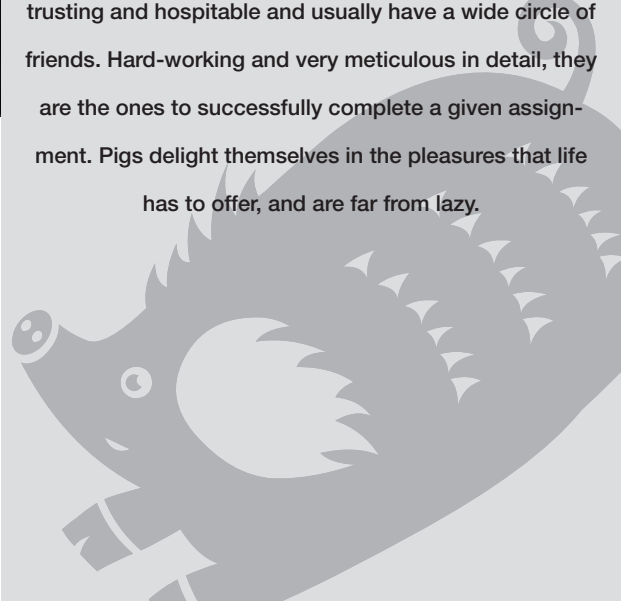 trusting and hospitable and usually have a wide circle of
friends. Hard-working and very meticulous in detail, they
are the ones to successfully complete a given assign-
ment. Pigs delight themselves in the pleasures that life
has to offer, and are far from lazy.